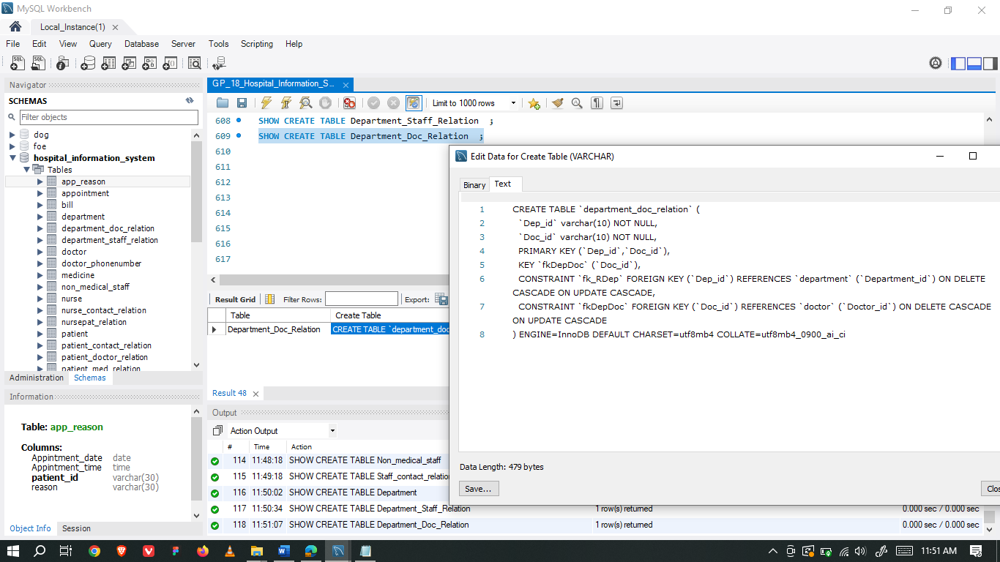 MySQL Workbench
Local_Instance(1)
File Edit View Query Database Server Tools Scripting Help
Navigator
SCHEMAS
Filter objects
dog
foe
hospital_information_system
Tables
app_reason
appointment
bill
department
department_doc_relation
department_staff_relation
doctor
doctor_phonenumber
medicine
non_medical_staff
nurse
nurse_contact_relation
nursepat_relation
patient
patient_contact_relation
patient_doctor_relation
patient_med_relation
Administration Schemas
Information
Table: app_reason
Columns:
Appintment_date date
Appintment_time time
patient_id varchar(30)
reason varchar(30)
Object Info Session
GP_18_Hospital_Information_S...
Limit to 1000 rows
608 SHOW CREATE TABLE Department_Staff_Relation ;
609 SHOW CREATE TABLE Department_Doc_Relation ;
610
611
612
613
614
615
616
617
Result Grid Filter Rows: Export:
Table Create Table
Department_Doc_Relation CREATE TABLE `department_doc
Result 48
Output
Action Output
# Time Action
114 11:48:18 SHOW CREATE TABLE Non_medical_staff
115 11:49:18 SHOW CREATE TABLE Staff_contact_relation
116 11:50:02 SHOW CREATE TABLE Department
117 11:50:34 SHOW CREATE TABLE Department_Staff_Relation 1 row(s) returned 0.000 sec / 0.000 sec
118 11:51:07 SHOW CREATE TABLE Department_Doc_Relation 1 row(s) returned 0.000 sec / 0.000 sec
Edit Data for Create Table (VARCHAR)
Binary Text
1 CREATE TABLE `department_doc_relation` (
2 `Dep_id` varchar(10) NOT NULL,
3 `Doc_id` varchar(10) NOT NULL,
4 PRIMARY KEY (`Dep_id`,`Doc_id`),
5 KEY `fkDepDoc` (`Doc_id`),
6 CONSTRAINT `fk_RDep` FOREIGN KEY (`Dep_id`) REFERENCES `department` (`Department_id`) ON DELETE
CASCADE ON UPDATE CASCADE,
7 CONSTRAINT `fkDepDoc` FOREIGN KEY (`Doc_id`) REFERENCES `doctor` (`Doctor_id`) ON DELETE CASCADE
ON UPDATE CASCADE
8 ) ENGINE=InnoDB DEFAULT CHARSET=utf8mb4 COLLATE=utf8mb4_0900_ai_ci
Data Length: 479 bytes
Save...
Clos
11:51 AM